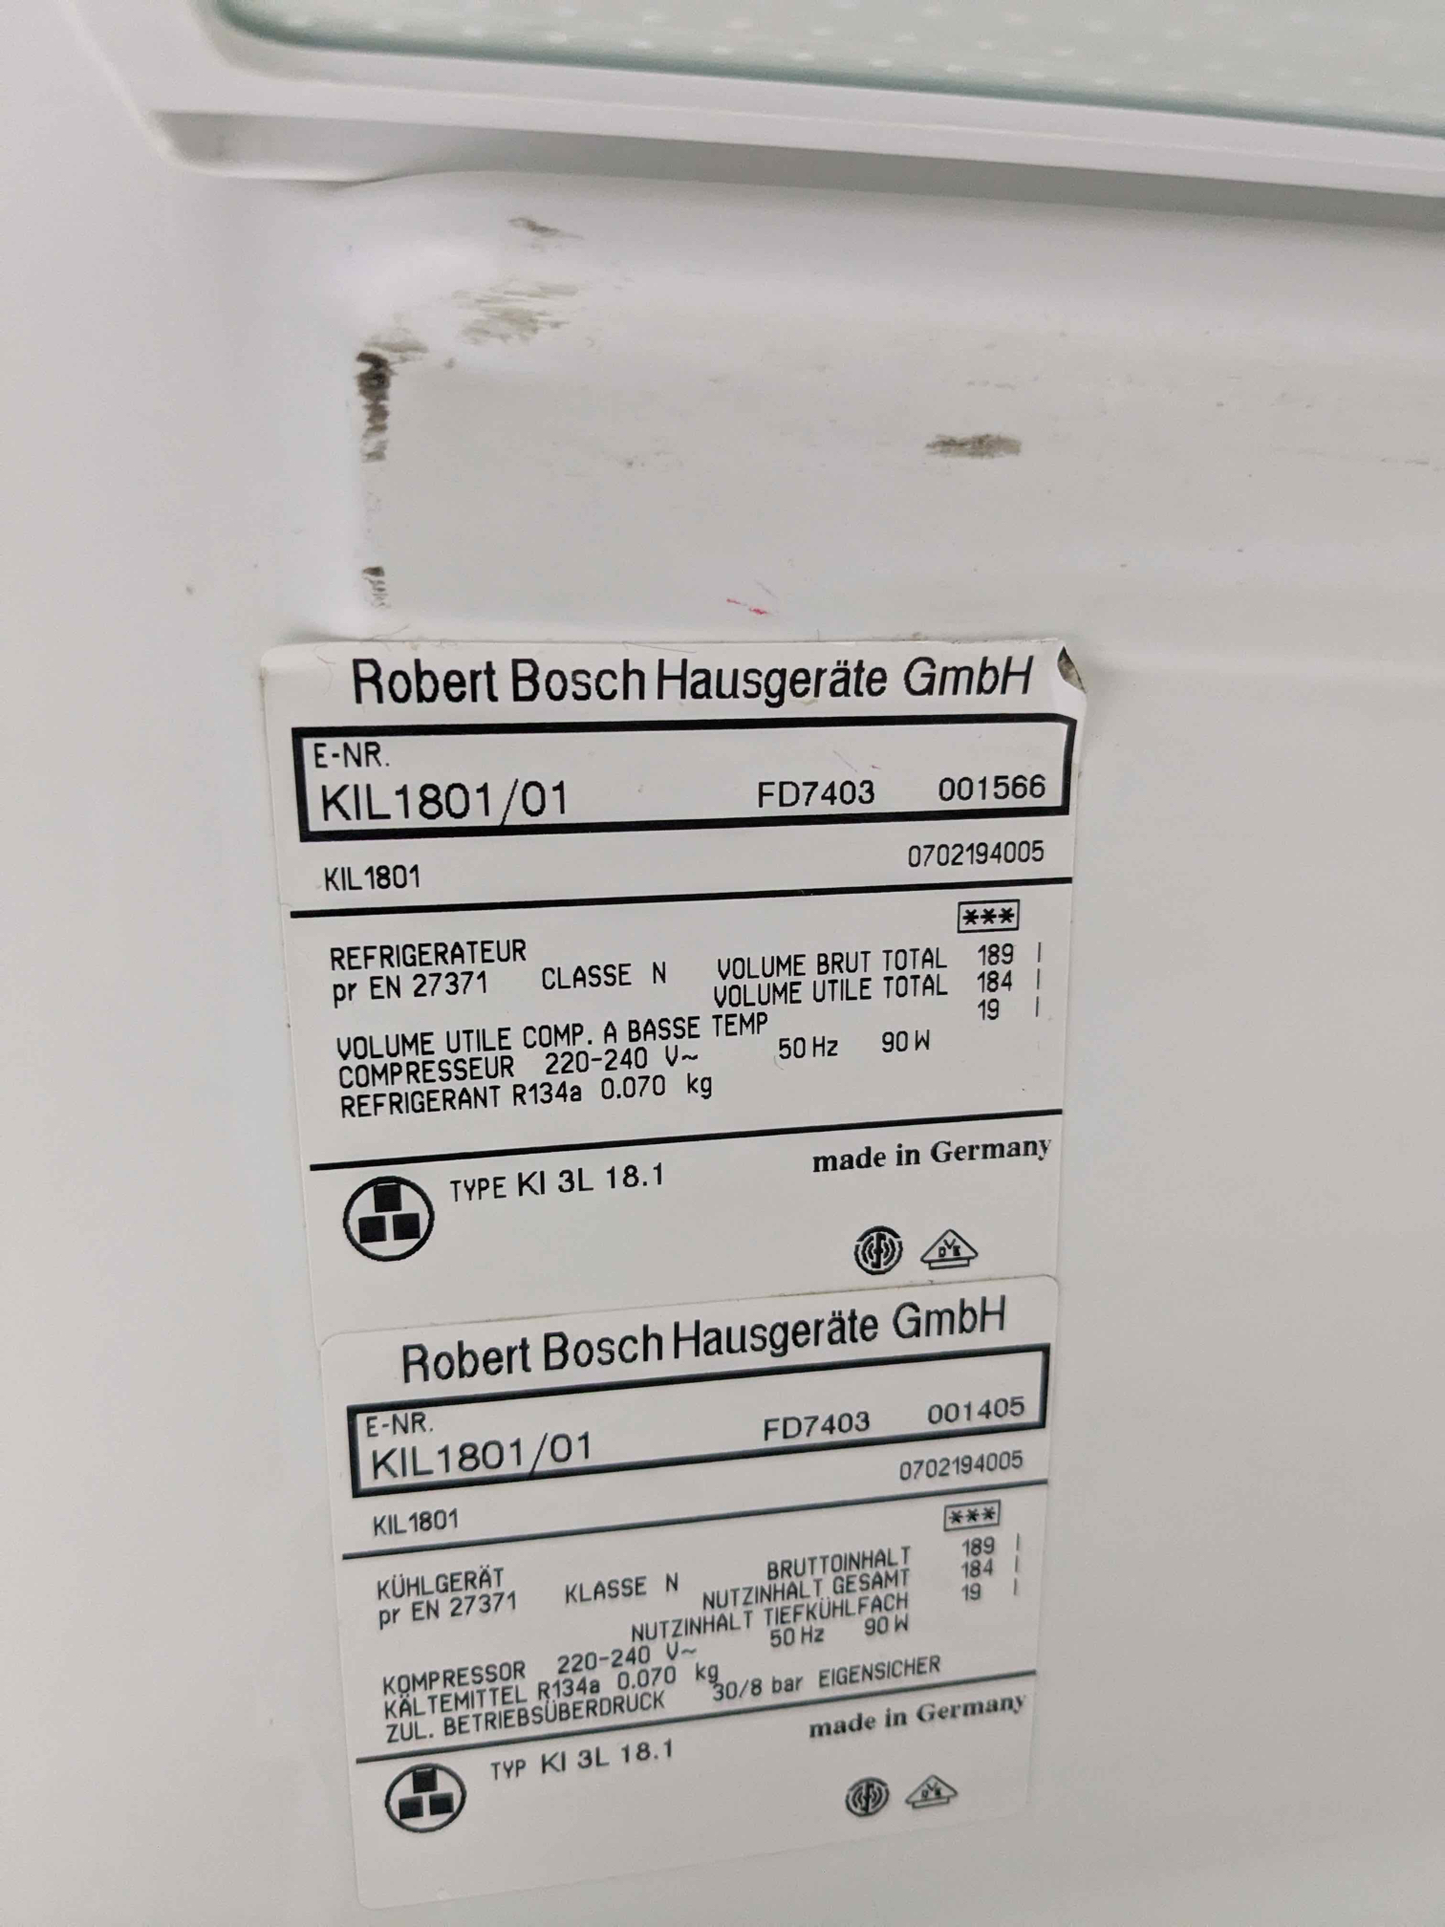 Robert Bosch Hausgeräte GmbH
E-NR.
KIL1801/01 FD7403 001566
KIL1801 0702194005
***
REFRIGERATEUR
pr EN 27371 CLASSE N VOLUME BRUT TOTAL 189 l
VOLUME UTILE TOTAL 184 l
VOLUME UTILE COMP. A BASSE TEMP 19 l
COMPRESSEUR 220-240 V~ 50 Hz 90 W
REFRIGERANT R134a 0.070 kg
made in Germany
TYPE KI 3L 18.1
DVE
Robert Bosch Hausgeräte GmbH
E-NR.
KIL1801/01 FD7403 001405
KIL1801 0702194005
***
KÜHLGERÄT
pr EN 27371 KLASSE N BRUTTOINHALT 189 l
NUTZINHALT GESAMT 184 l
NUTZINHALT TIEFKÜHLFACH 19 l
KOMPRESSOR 220-240 V~ 50 Hz 90 W
KÄLTEMITTEL R134a 0.070 kg
ZUL. BETRIEBSÜBERDRUCK 30/8 bar EIGENSICHER
made in Germany
TYP KI 3L 18.1
DVE